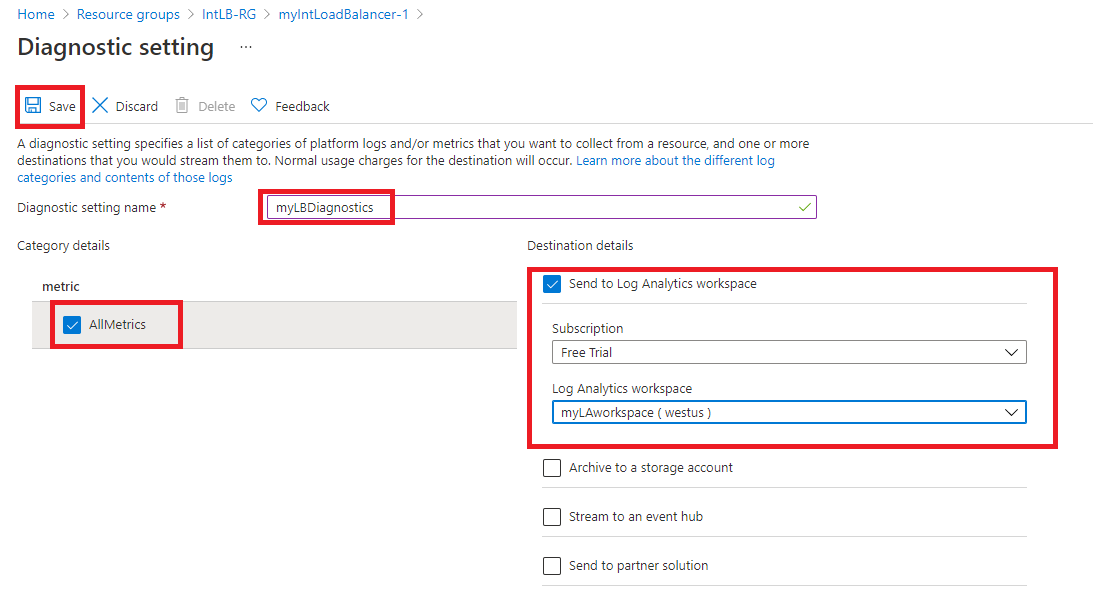 Home > Resource groups > IntLB-RG > myIntLoadBalancer-1 >
Diagnostic setting ...
Save Discard Delete Feedback
A diagnostic setting specifies a list of categories of platform logs and/or metrics that you want to collect from a resource, and one or more
destinations that you would stream them to. Normal usage charges for the destination will occur. Learn more about the different log
categories and contents of those logs
Diagnostic setting name * myLBDiagnostics
Category details
metric
AllMetrics
Destination details
Send to Log Analytics workspace
Subscription
Free Trial
Log Analytics workspace
myLAworkspace ( westus )
Archive to a storage account
Stream to an event hub
Send to partner solution